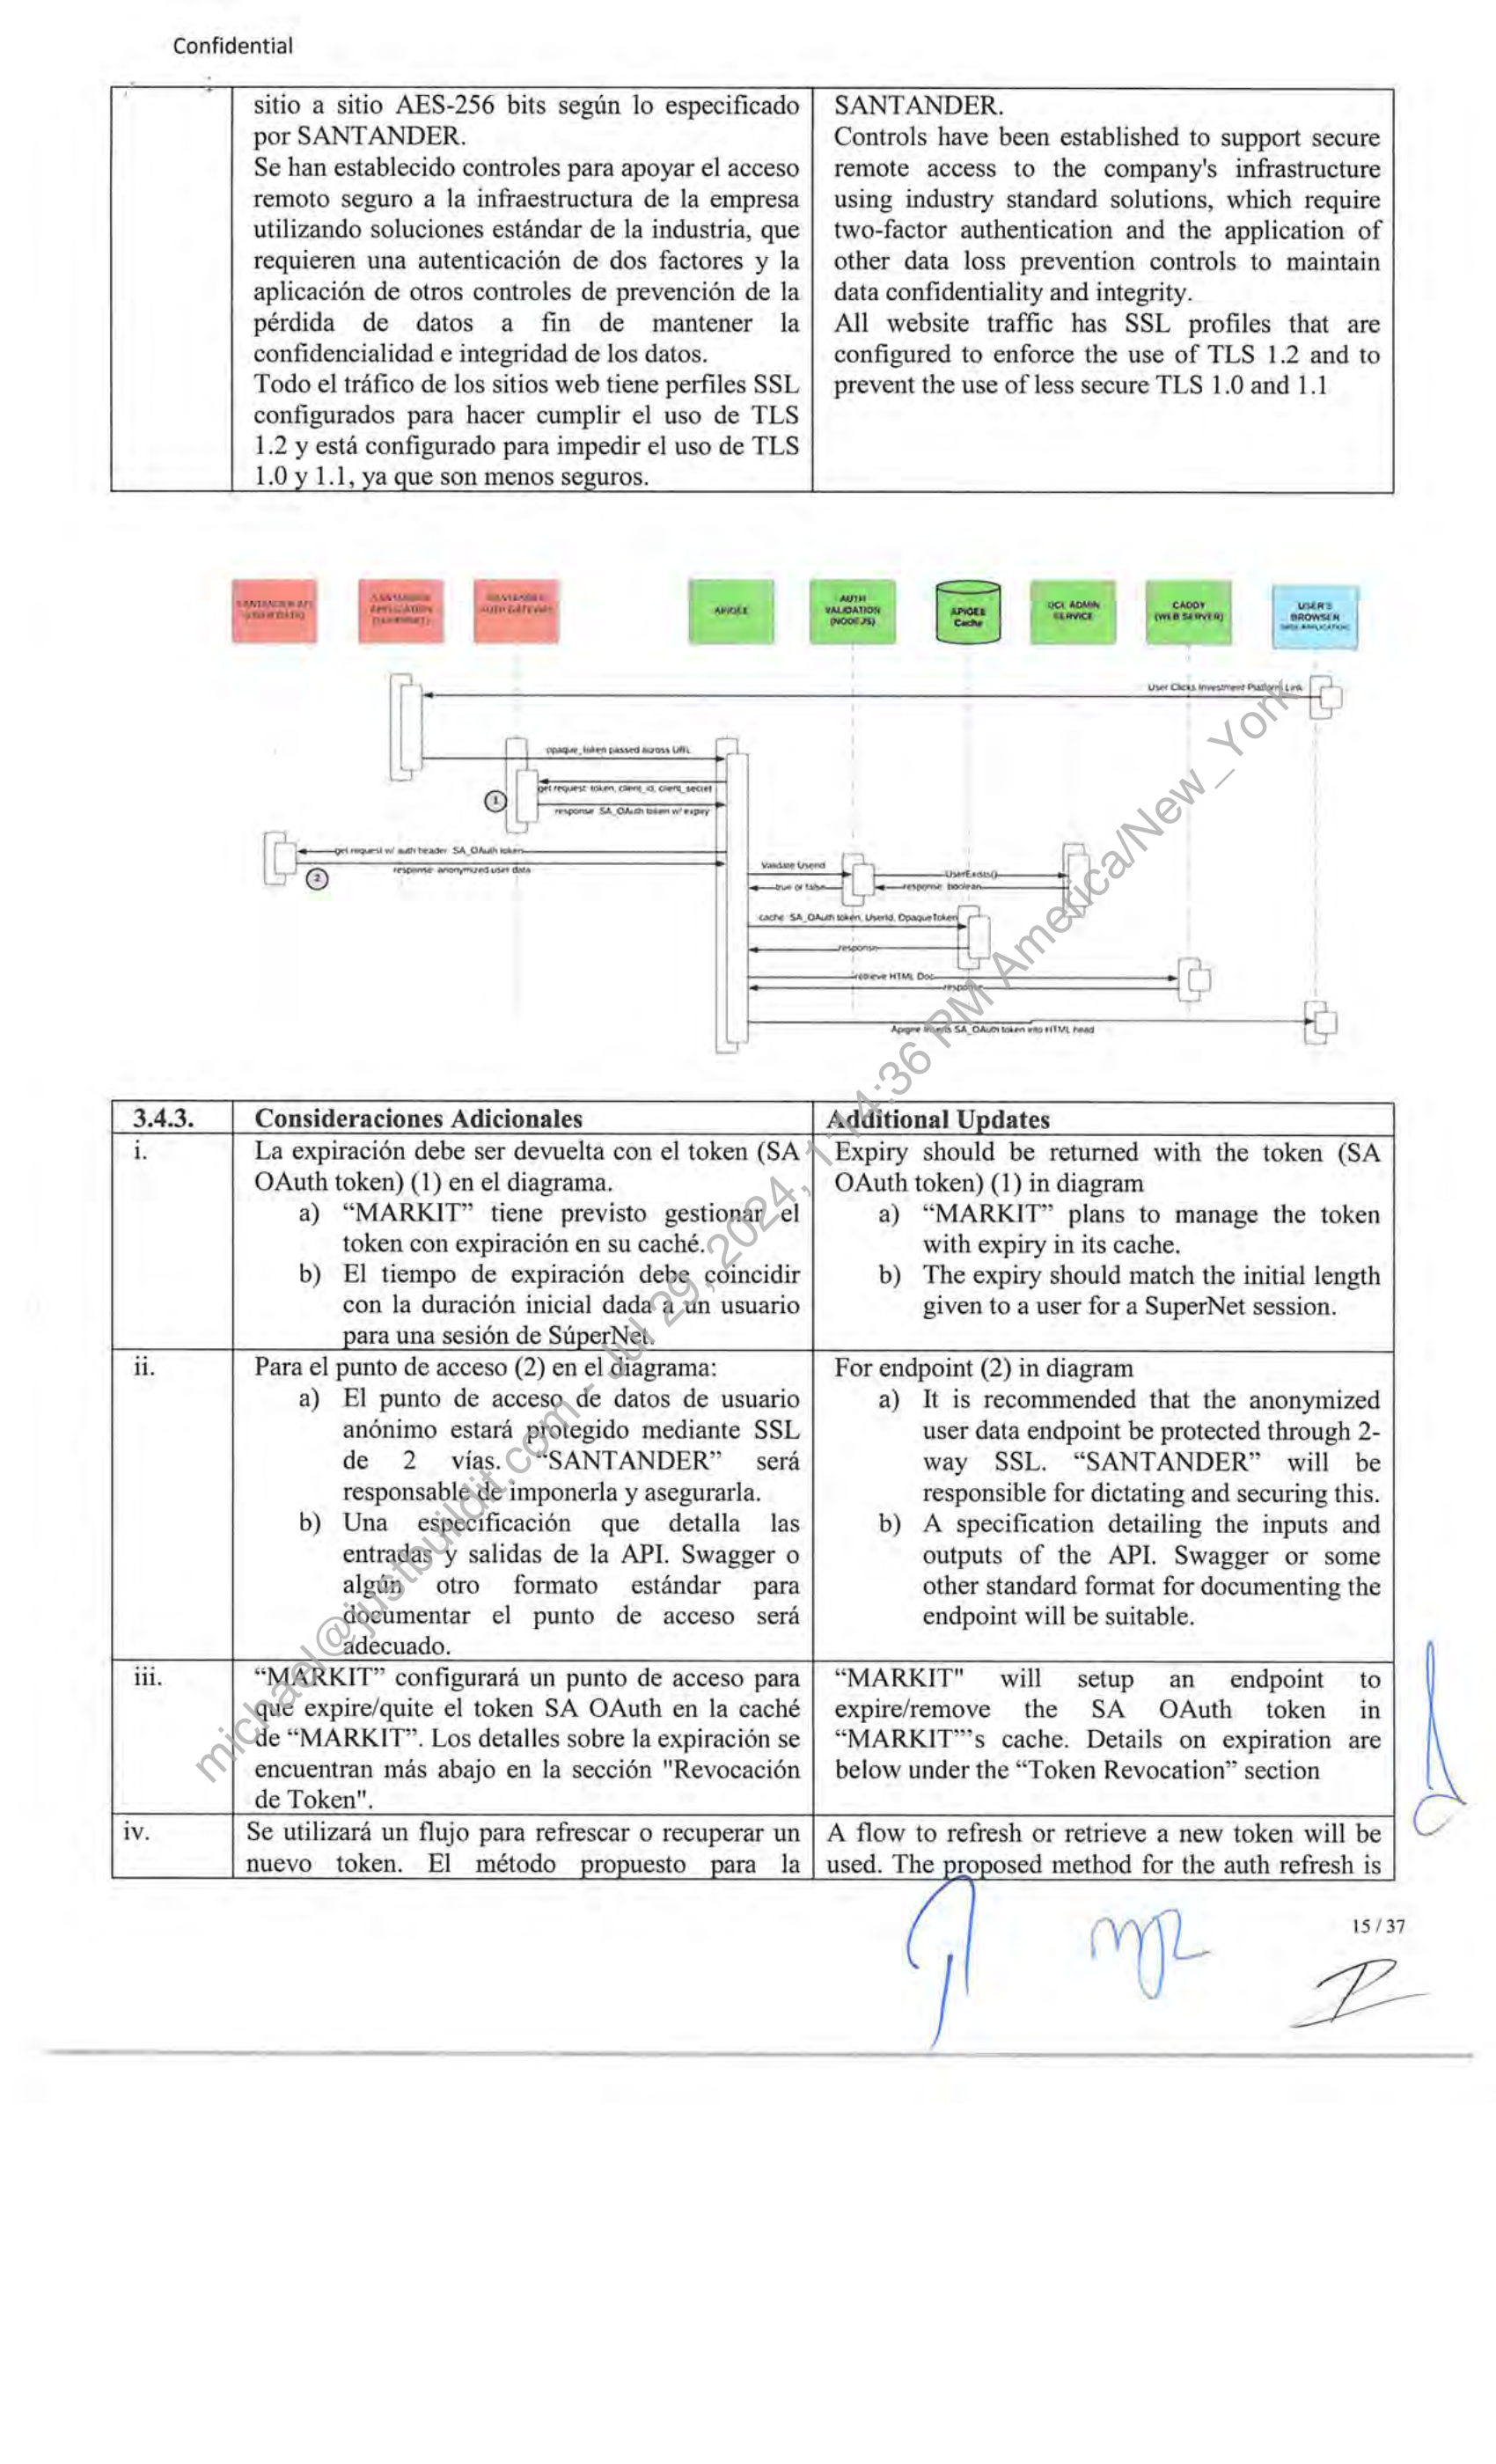 Confidential
sitio a sitio AES-256 bits según lo especificado
por SANTANDER.
Se han establecido controles para apoyar el acceso
remoto seguro a la infraestructura de la empresa
utilizando soluciones estándar de la industria, que
requieren una autenticación de dos factores y la
aplicación de otros controles de prevención de la
pérdida de datos a fin de mantener la
confidencialidad e integridad de los datos.
Todo el tráfico de los sitios web tiene perfiles SSL
configurados para hacer cumplir el uso de TLS
1.2 y está configurado para impedir el uso de TLS
1.0 y 1.1, ya que son menos seguros.
SANTANDER.
Controls have been established to support secure
remote access to the company's infrastructure
using industry standard solutions, which require
two-factor authentication and the application of
other data loss prevention controls to maintain
data confidentiality and integrity.
All website traffic has SSL profiles that are
configured to enforce the use of TLS 1.2 and to
prevent the use of less secure TLS 1.0 and 1.1
APIGEE
AUTH
VALIDATION
(NODEJS)
APIGEE
Cache
ADMIN
SERVICE
CADDY
(WEB SERVER)
USER'S
BROWSER
User Clicks Investment Platform Link
opaque_token passed across URL
get request: token, client_id, client_secret
1
response: SA_OAuth token w/ expiry
get request w/ auth header: SA_OAuth token
2
response: anonymized user data
Validate UserId
true or false
UserExists()
response: boolean
cache: SA_OAuth token, UserId, OpaqueToken
response
retrieve HTML Doc
response
Apigee SA_OAuth token into HTML head
3.4.3. Consideraciones Adicionales
Additional Updates
i.
La expiración debe ser devuelta con el token (SA
OAuth token) (1) en el diagrama.
a) “MARKIT” tiene previsto gestionar el
token con expiración en su caché.
b) El tiempo de expiración debe coincidir
con la duración inicial dada a un usuario
para una sesión de SúperNet.
Expiry should be returned with the token (SA
OAuth token) (1) in diagram
a) “MARKIT” plans to manage the token
with expiry in its cache.
b) The expiry should match the initial length
given to a user for a SuperNet session.
ii.
Para el punto de acceso (2) en el diagrama:
a) El punto de acceso de datos de usuario
anónimo estará protegido mediante SSL
de 2 vías. “SANTANDER” será
responsable de imponerla y asegurarla.
b) Una especificación que detalla las
entradas y salidas de la API. Swagger o
algún otro formato estándar para
documentar el punto de acceso será
adecuado.
For endpoint (2) in diagram
a) It is recommended that the anonymized
user data endpoint be protected through 2-
way SSL. “SANTANDER” will be
responsible for dictating and securing this.
b) A specification detailing the inputs and
outputs of the API. Swagger or some
other standard format for documenting the
endpoint will be suitable.
iii.
“MARKIT” configurará un punto de acceso para
que expire/quite el token SA OAuth en la caché
de “MARKIT”. Los detalles sobre la expiración se
encuentran más abajo en la sección "Revocación
de Token".
“MARKIT" will setup an endpoint to
expire/remove the SA OAuth token in
“MARKIT”'s cache. Details on expiration are
below under the “Token Revocation” section
iv.
Se utilizará un flujo para refrescar o recuperar un
nuevo token. El método propuesto para la
A flow to refresh or retrieve a new token will be
used. The proposed method for the auth refresh is
15 / 37
michael@justbuildit.com - Jul 29, 2024, 1:14:36 PM America/New_York